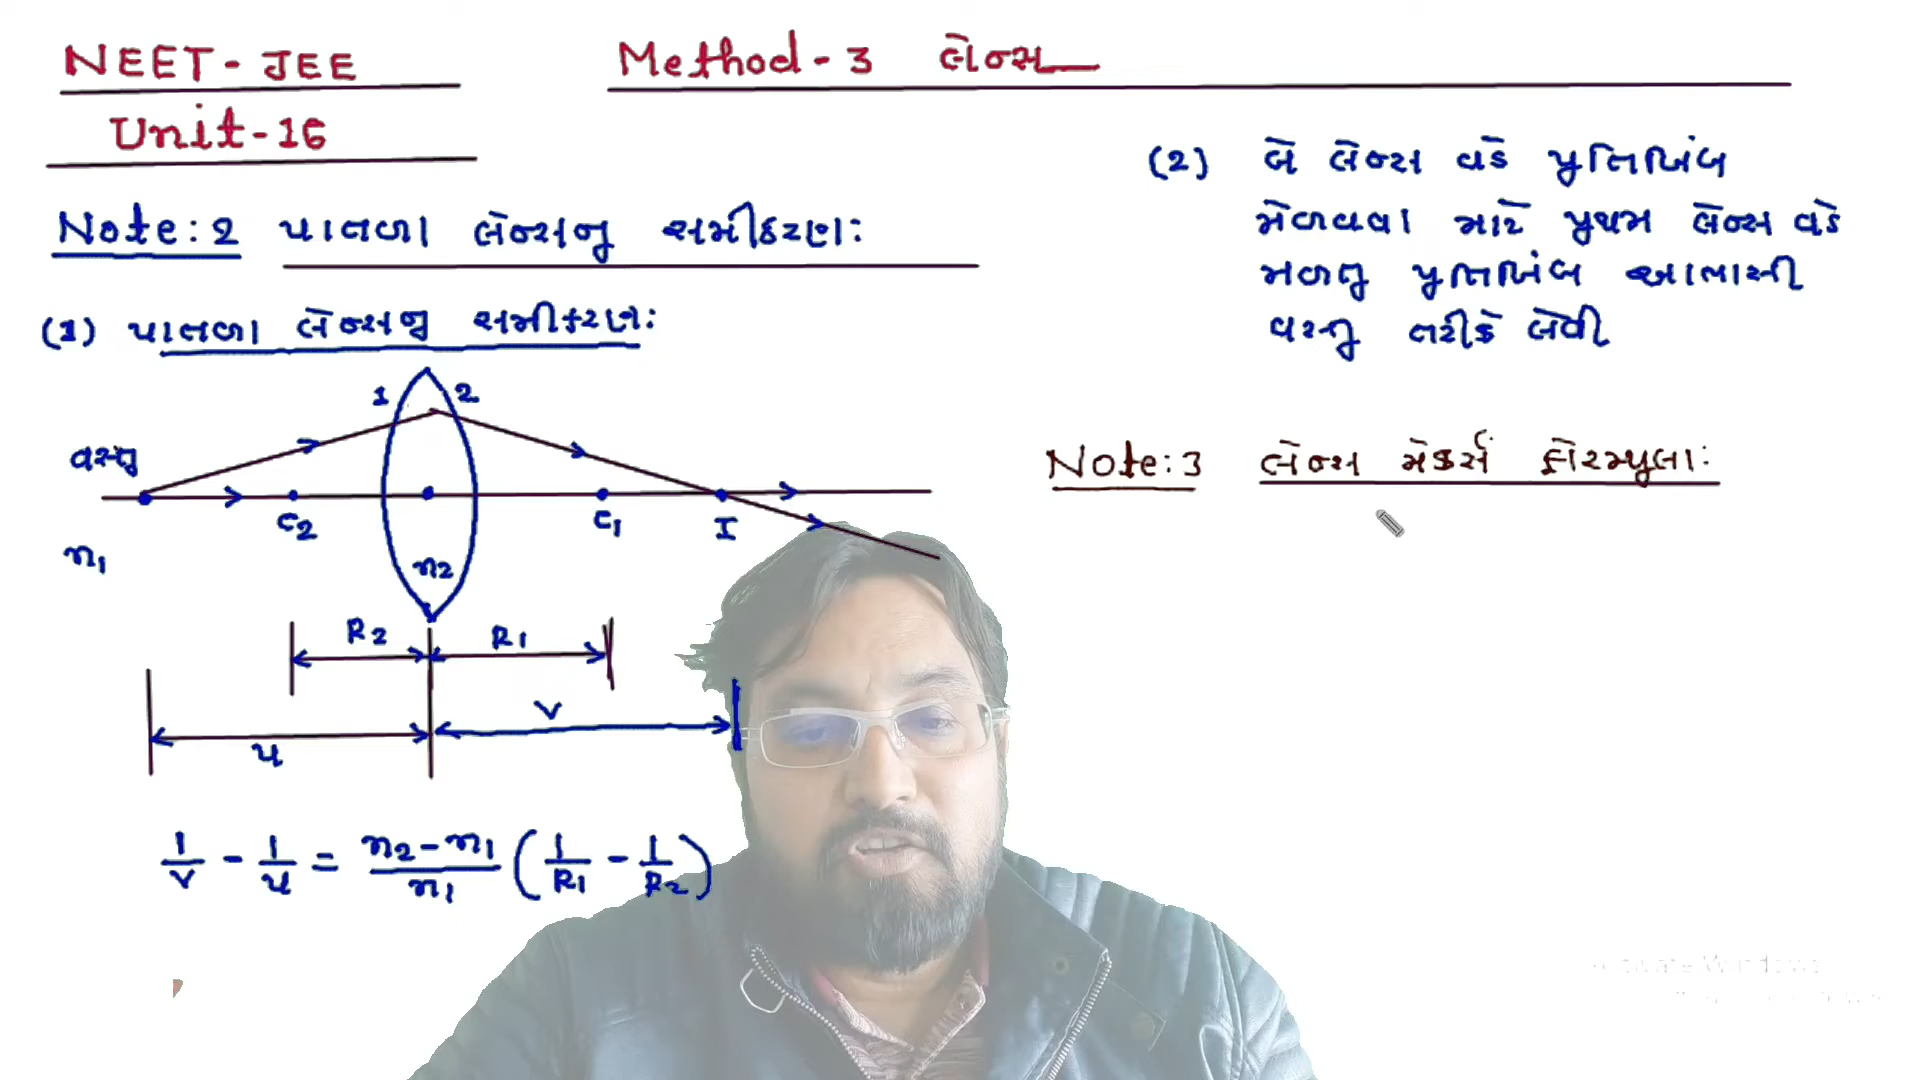 NEET - JEE
Method - 3 લેન્સ
Unit - 16
Note : 2 પાતળા લેન્સનુ સમીકરણ:
(1) પાતળા લેન્સનુ સમીકરણ:
1 2
વસ્તુ
C2 C1 I
n1
n2
R2 R1
u v
1/v - 1/u = n2 - n1/n1 (1/R1 - 1/R2)
(2) બે લેન્સ વડે પ્રતિબિંબ
મેળવવા માટે પ્રથમ લેન્સ વડે
મળતુ પ્રતિબિંબ આભાસી
વસ્તુ તરીકે લેવી
Note : 3 લેન્સ મેકર્સ ફોરમ્યુલા: